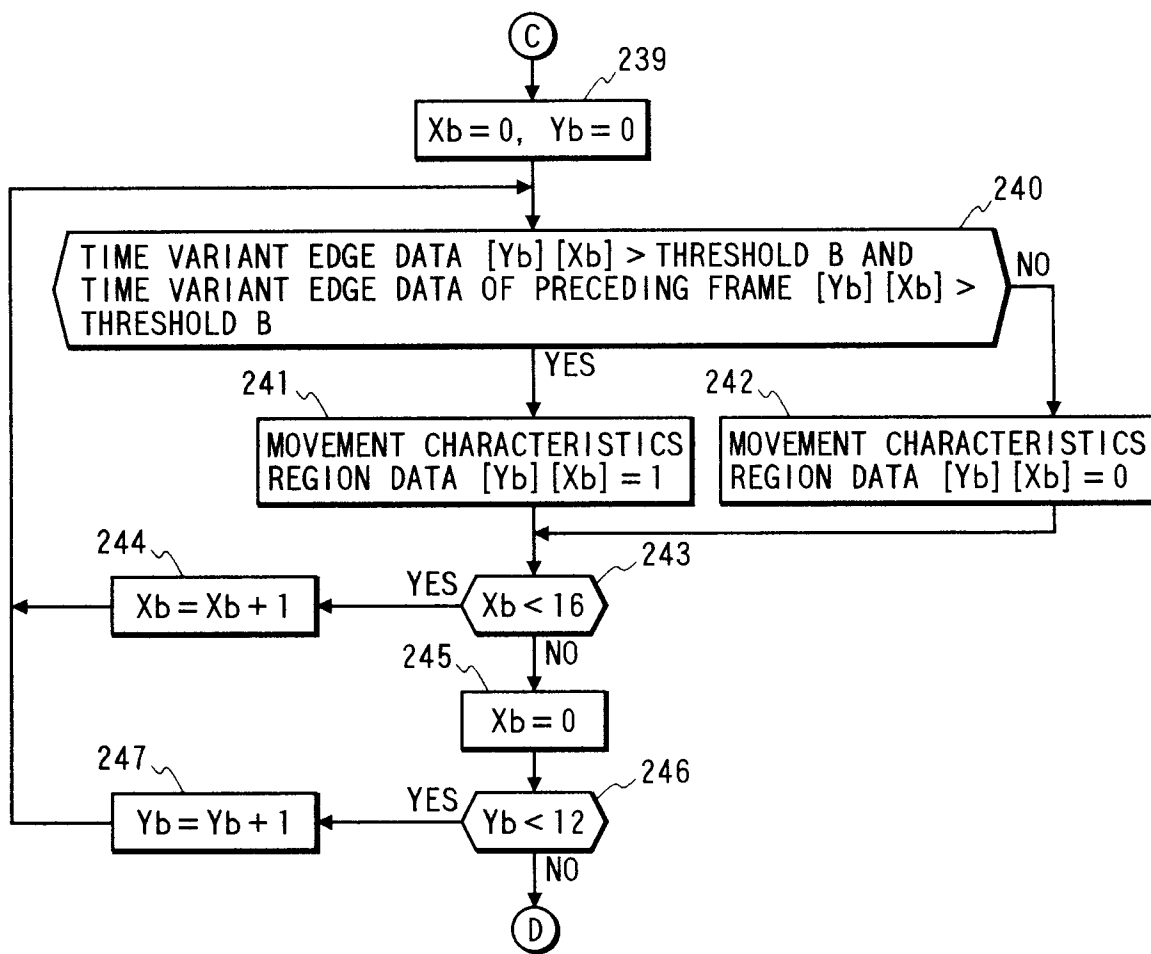 C
239
Xb=0, Yb=0
240
TIME VARIANT EDGE DATA [Yb][Xb] > THRESHOLD B AND
TIME VARIANT EDGE DATA OF PRECEDING FRAME [Yb][Xb] >
THRESHOLD B
NO
YES
241
MOVEMENT CHARACTERISTICS
REGION DATA [Yb][Xb] = 1
242
MOVEMENT CHARACTERISTICS
REGION DATA [Yb][Xb] = 0
243
Xb < 16
YES
244
Xb = Xb + 1
NO
245
Xb = 0
246
Yb < 12
YES
247
Yb = Yb + 1
NO
D